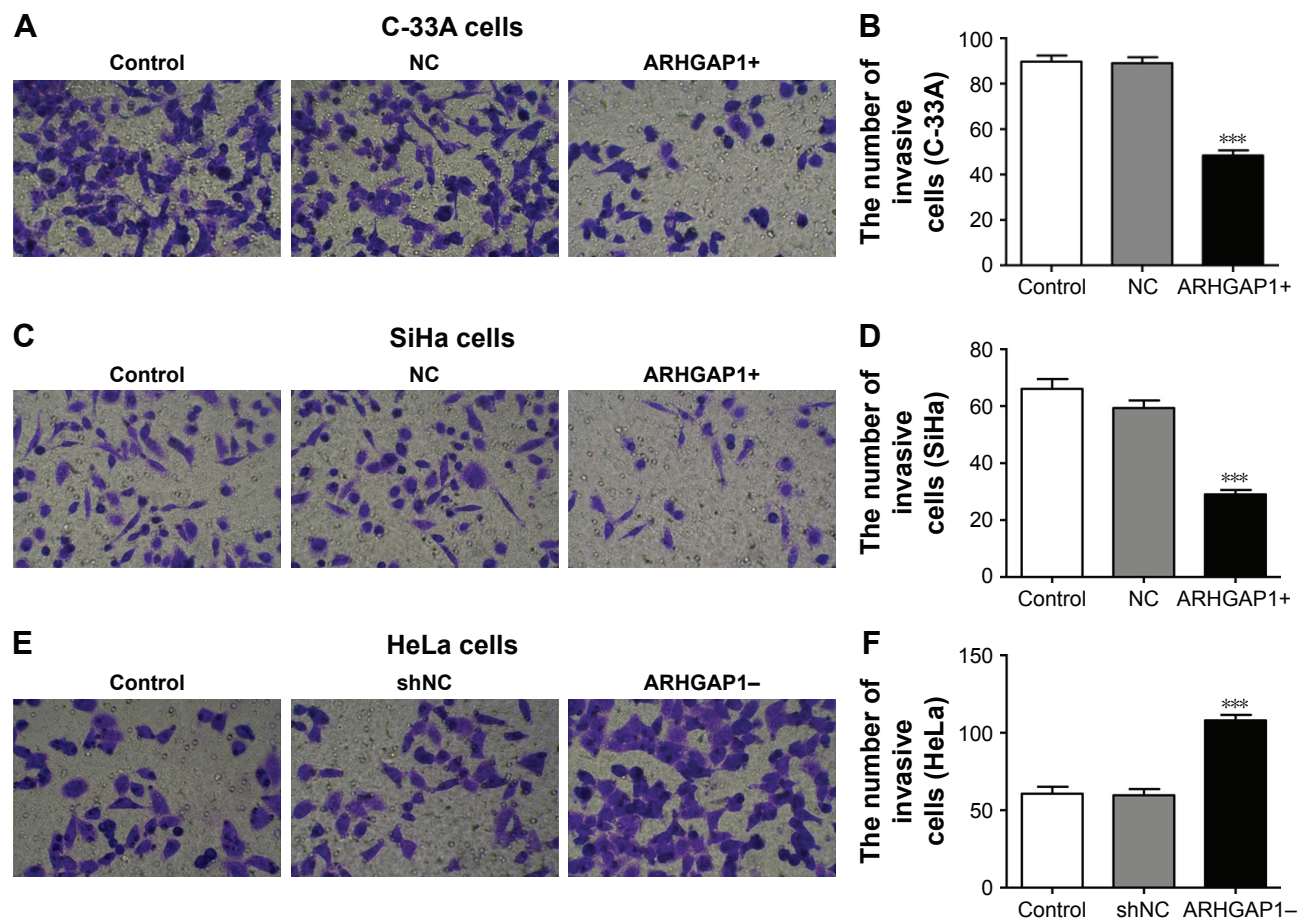 A
C-33A cells
Control NC ARHGAP1+
B
The number of
invasive
cells (C-33A)
100
80
60
40
20
0
***
Control NC ARHGAP1+
C
SiHa cells
Control NC ARHGAP1+
D
The number of
invasive
cells (SiHa)
80
60
40
20
0
***
Control NC ARHGAP1+
E
HeLa cells
Control shNC ARHGAP1–
F
The number of
invasive
cells (HeLa)
150
100
50
0
***
Control shNC ARHGAP1–